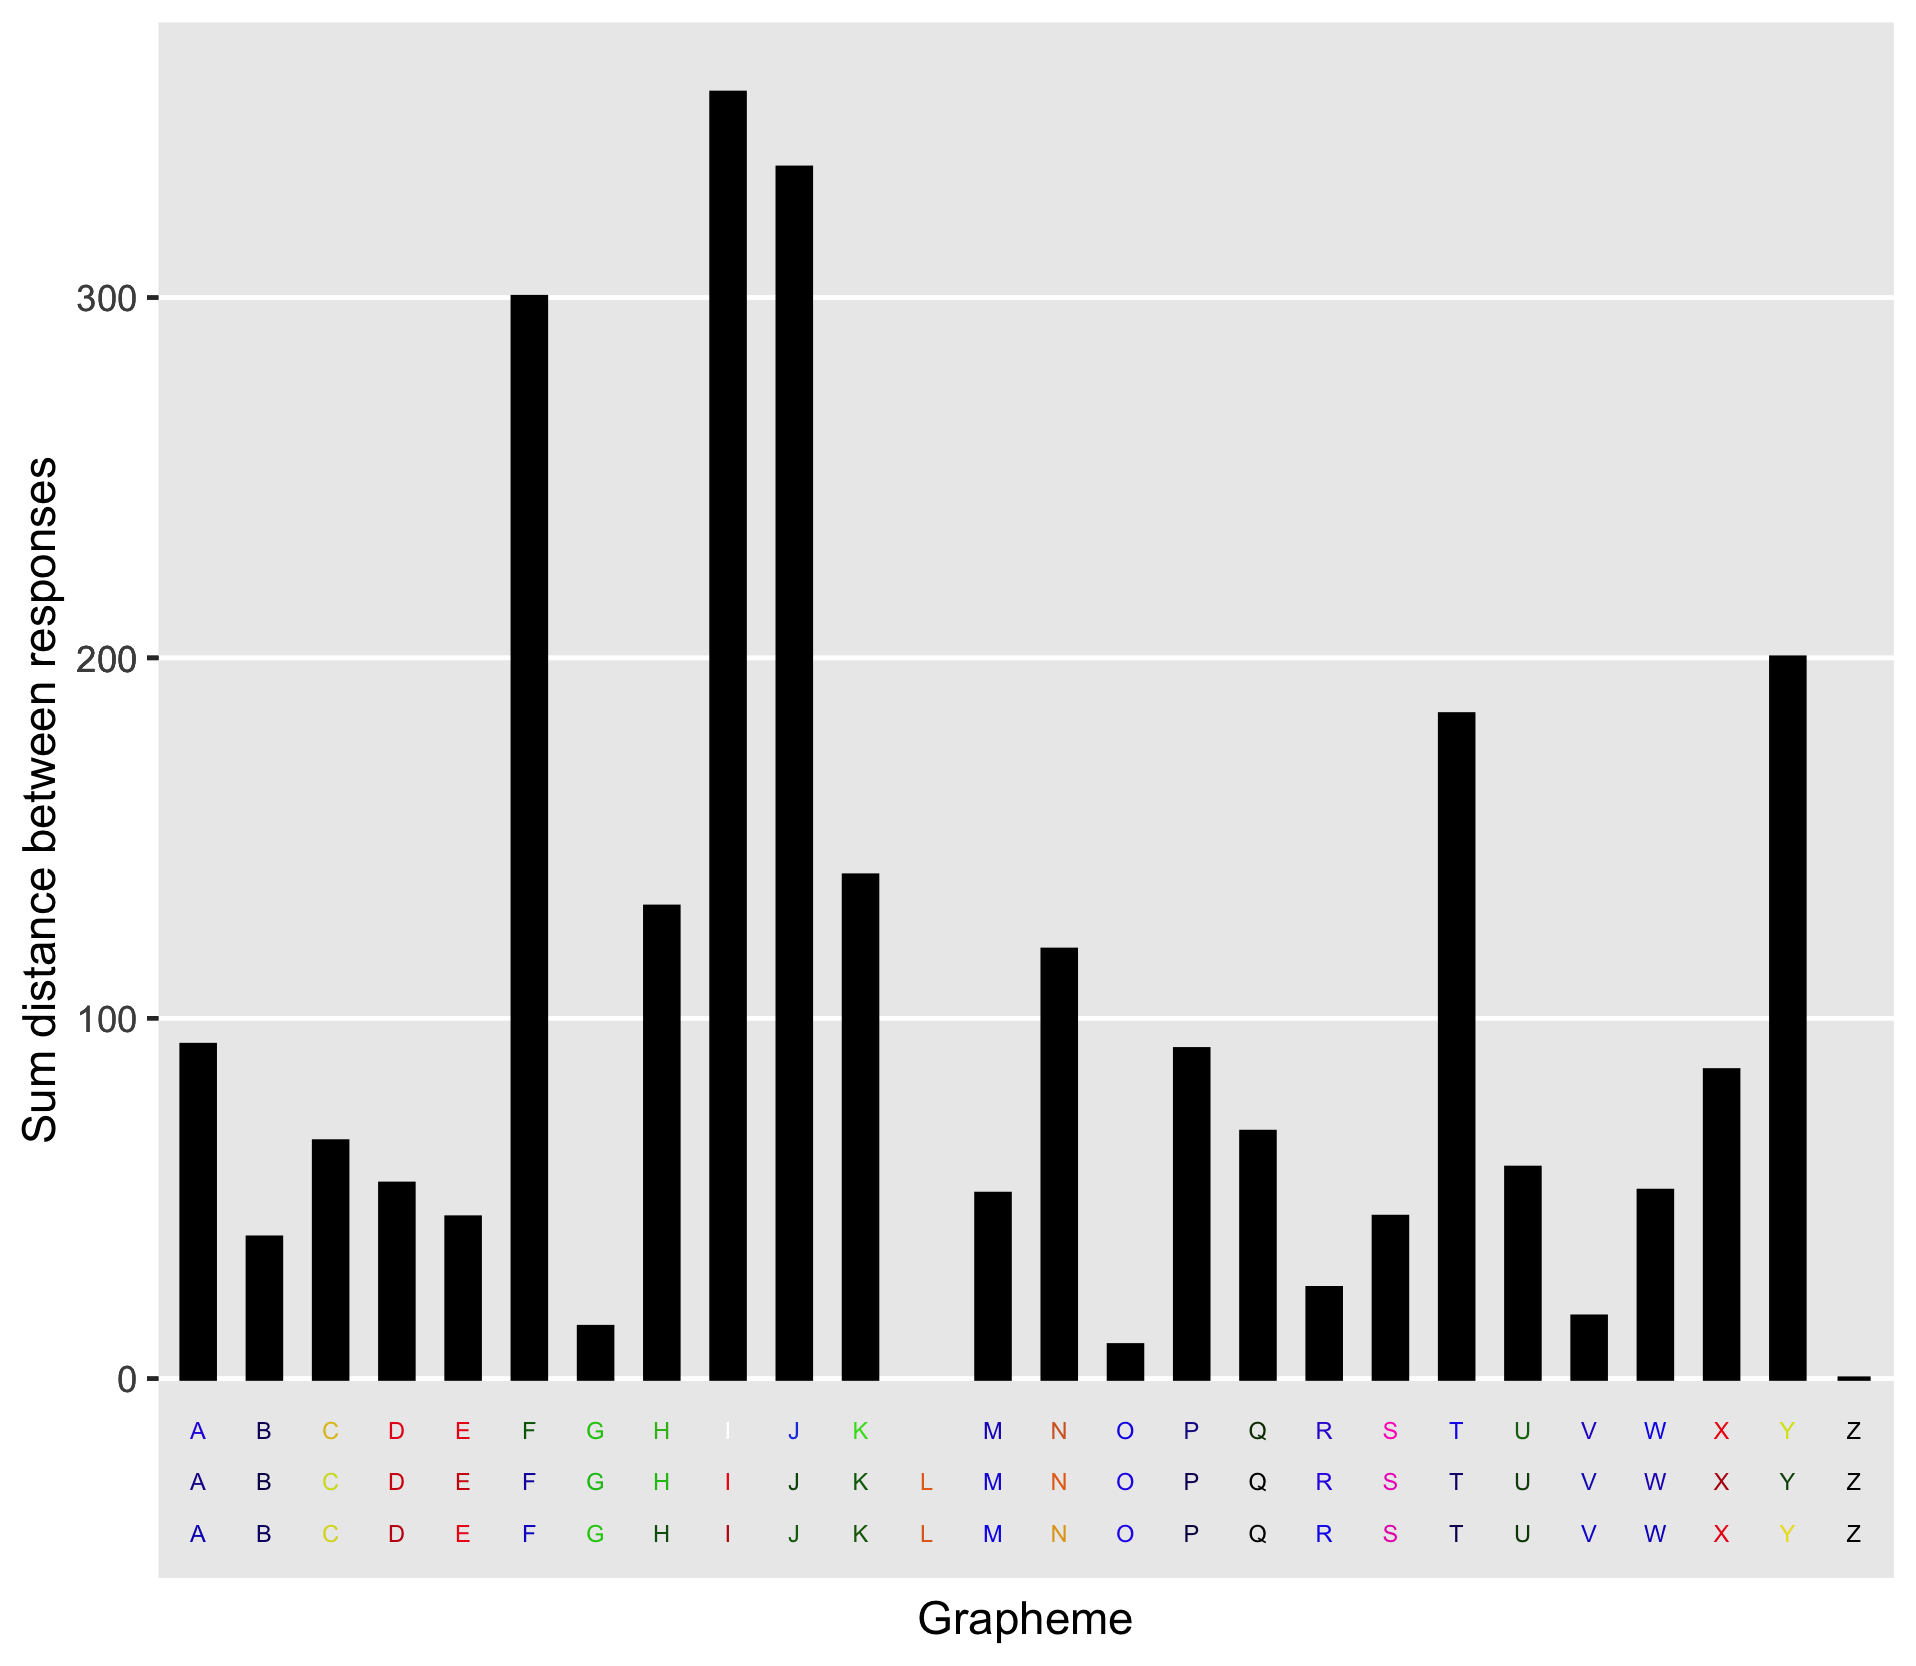 Sum distance between responses
300
200
100
0
A B C D E F G H I J K M N O P Q R S T U V W X Y Z
A B C D E F G H I J K L M N O P Q R S T U V W X Y Z
A B C D E F G H I J K L M N O P Q R S T U V W X Y Z
Grapheme